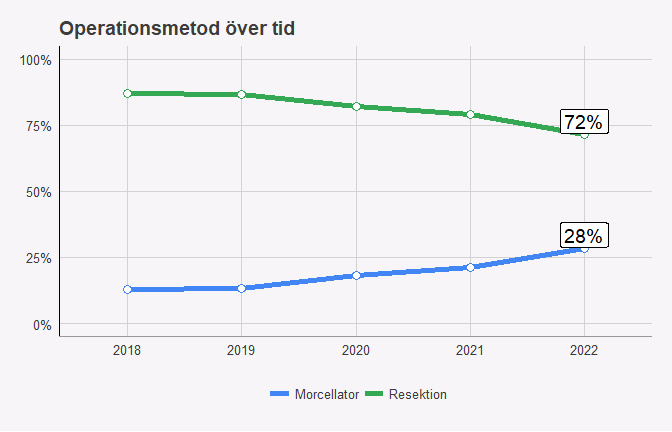 Operationsmetod över tid
100%
75%
50%
25%
0%
72%
28%
2018 2019 2020 2021 2022
Morcellator Resektion